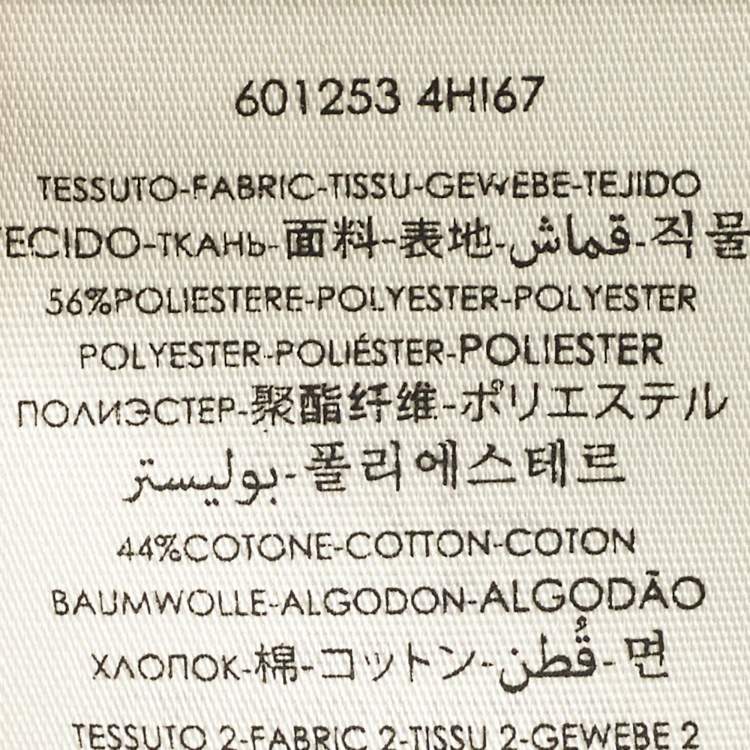 601253 4HI67
TESSUTO-FABRIC-TISSU-GEWEBE-TEJIDO
TECIDO-ТКАНЬ-面料-表地-قماش-직물
56%POLIESTERE-POLYESTER-POLYESTER
POLYESTER-POLIÉSTER-POLIESTER
ПОЛИЭСТЕР-聚酯纤维-ポリエステル
بوليستر-폴리에스테르
44%COTONE-COTTON-COTON
BAUMWOLLE-ALGODON-ALGODÃO
ХЛОПОК-棉-コットン-قُطن-면
TESSUTO 2-FABRIC 2-TISSU 2-GEWEBE 2